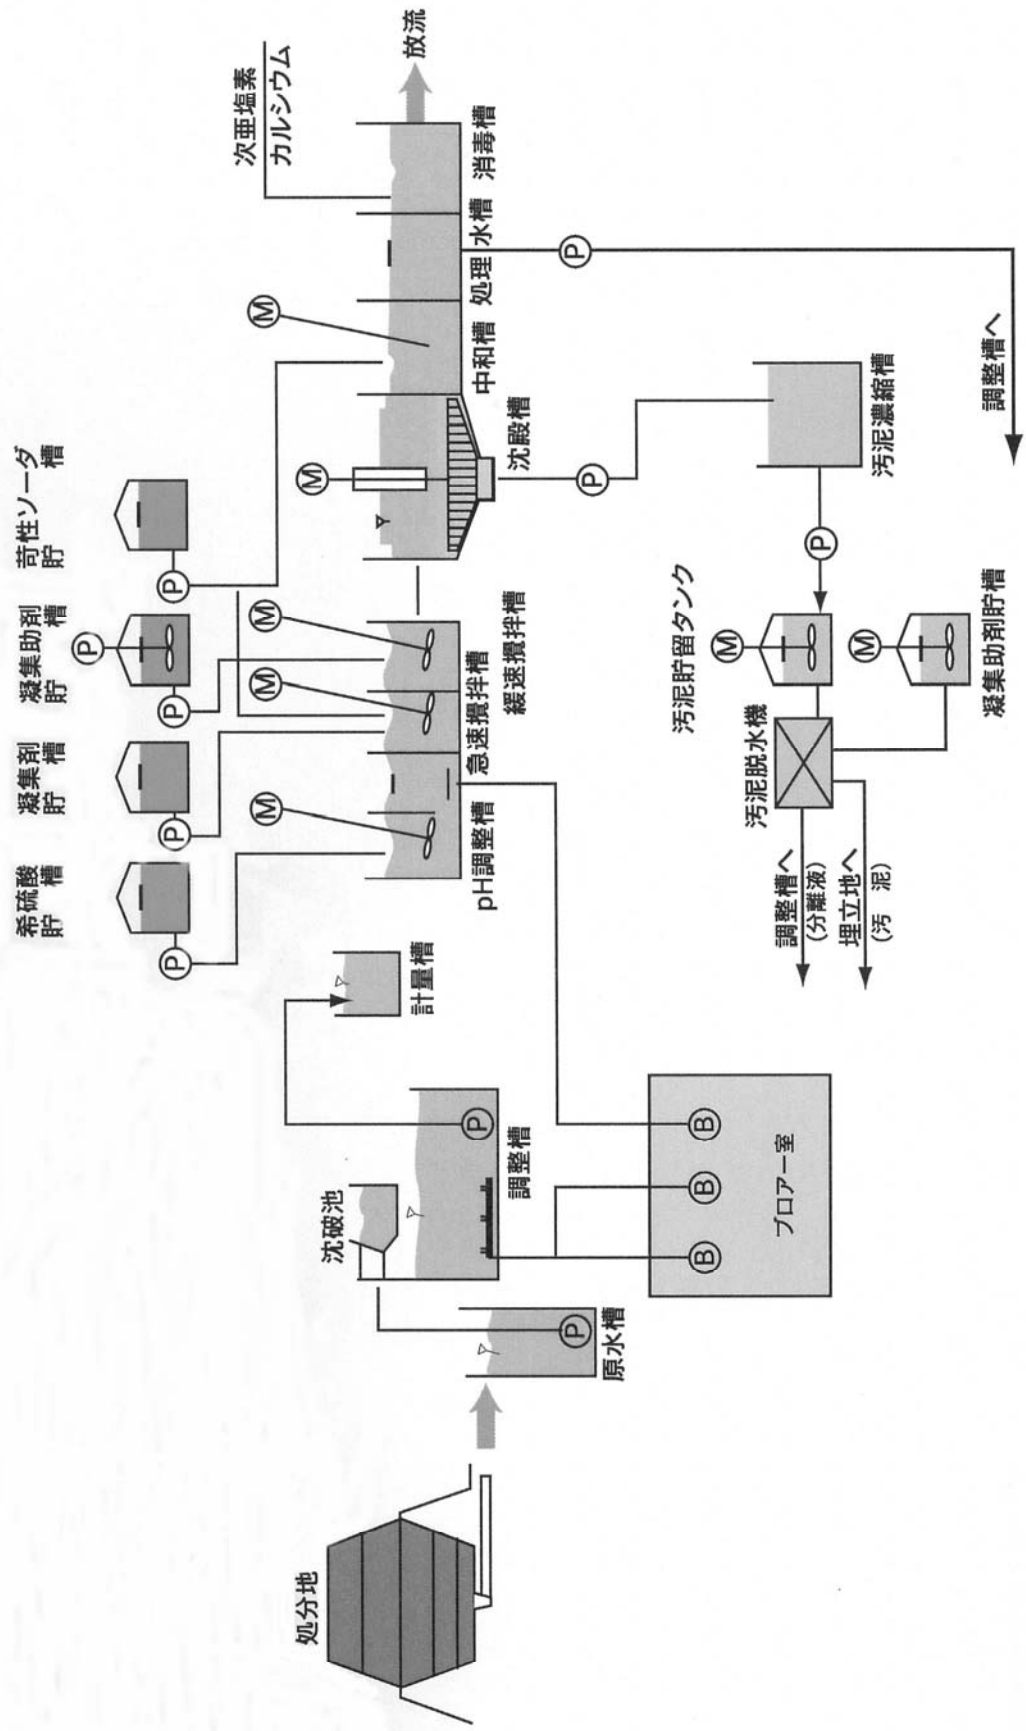 処分地
原水槽
P
沈破池
調整槽
P
計量槽
ブロアー室
B
B
B
希硫酸
貯　槽
P
凝集剤
貯　槽
P
凝集助剤
貯　　槽
P
P
苛性ソーダ
貯　　　槽
P
M
M
M
pH調整槽
急速攪拌槽
緩速攪拌槽
M
沈殿槽
M
中和槽
処理水槽
消毒槽
次亜塩素
カルシウム
放流
P
調整槽へ
P
汚泥濃縮槽
P
汚泥貯留タンク
M
M
凝集助剤貯槽
汚泥脱水機
調整槽へ
(分離液)
埋立地へ
(汚　泥)